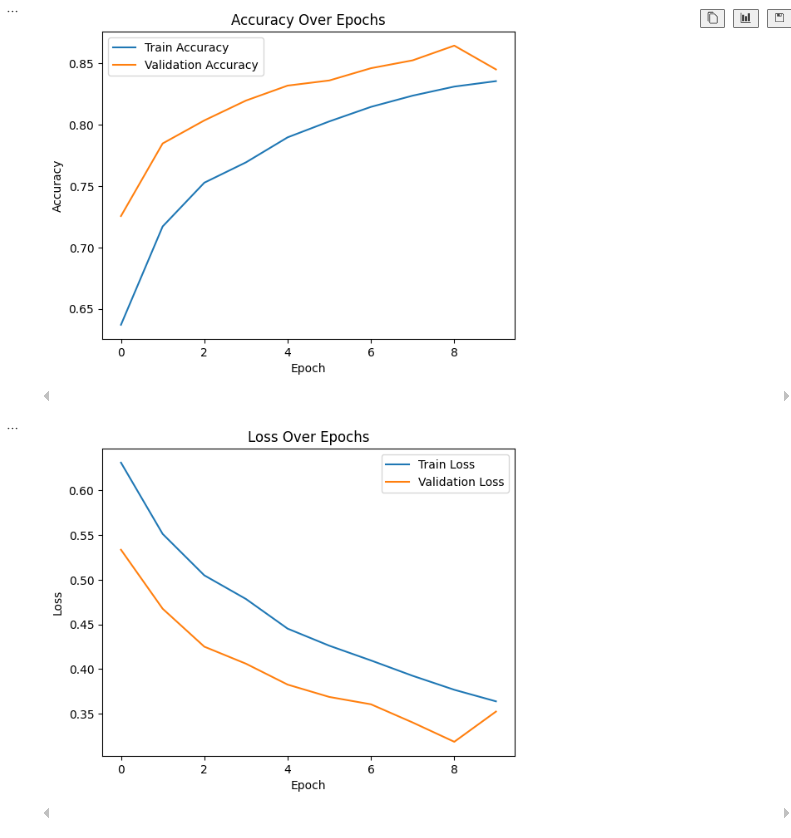 ...
Accuracy Over Epochs
Train Accuracy
Validation Accuracy
Accuracy
0.85
0.80
0.75
0.70
0.65
0 2 4 6 8
Epoch
...
Loss Over Epochs
Train Loss
Validation Loss
Loss
0.60
0.55
0.50
0.45
0.40
0.35
0 2 4 6 8
Epoch